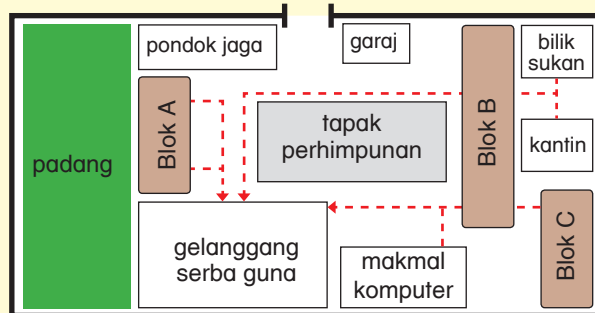 pondok jaga
garaj
bilik
sukan
Blok A
Blok B
tapak
perhimpunan
kantin
padang
gelanggang
serba guna
makmal
komputer
Blok C